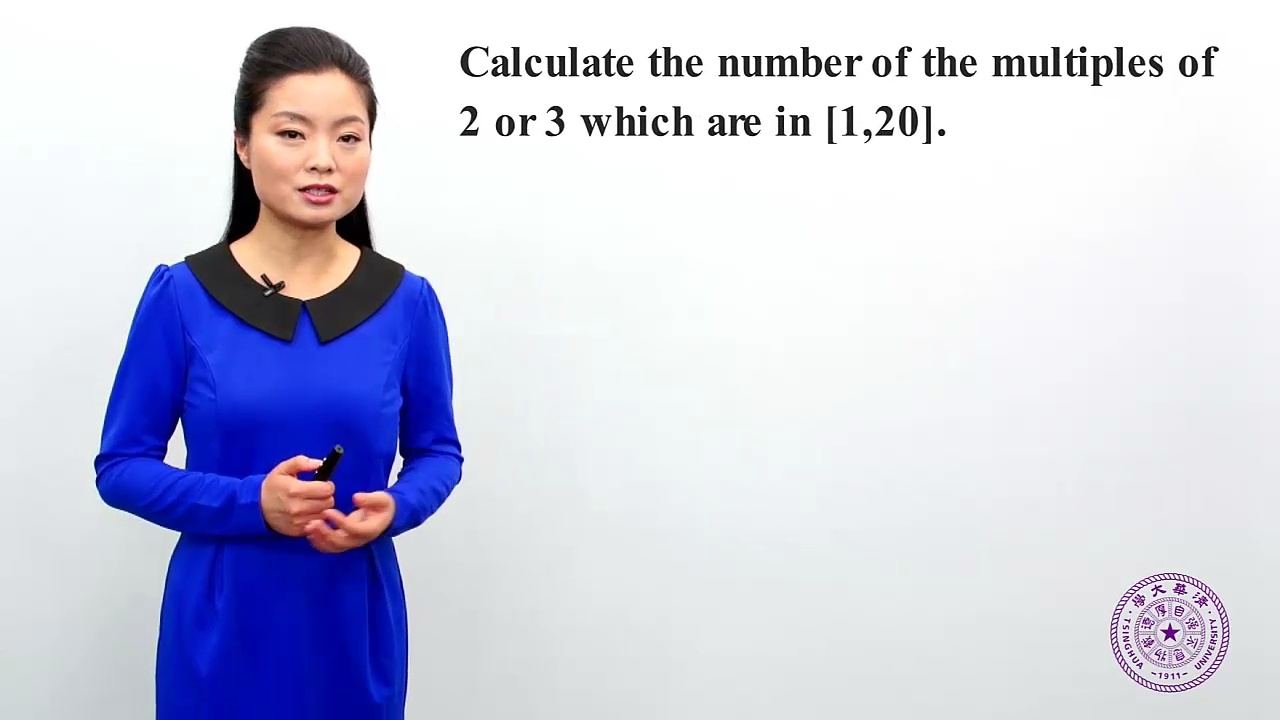 Calculate the number of the multiples of
2 or 3 which are in [1,20].
清華大學
自强不息厚德載物
TSINGHUA UNIVERSITY
1911